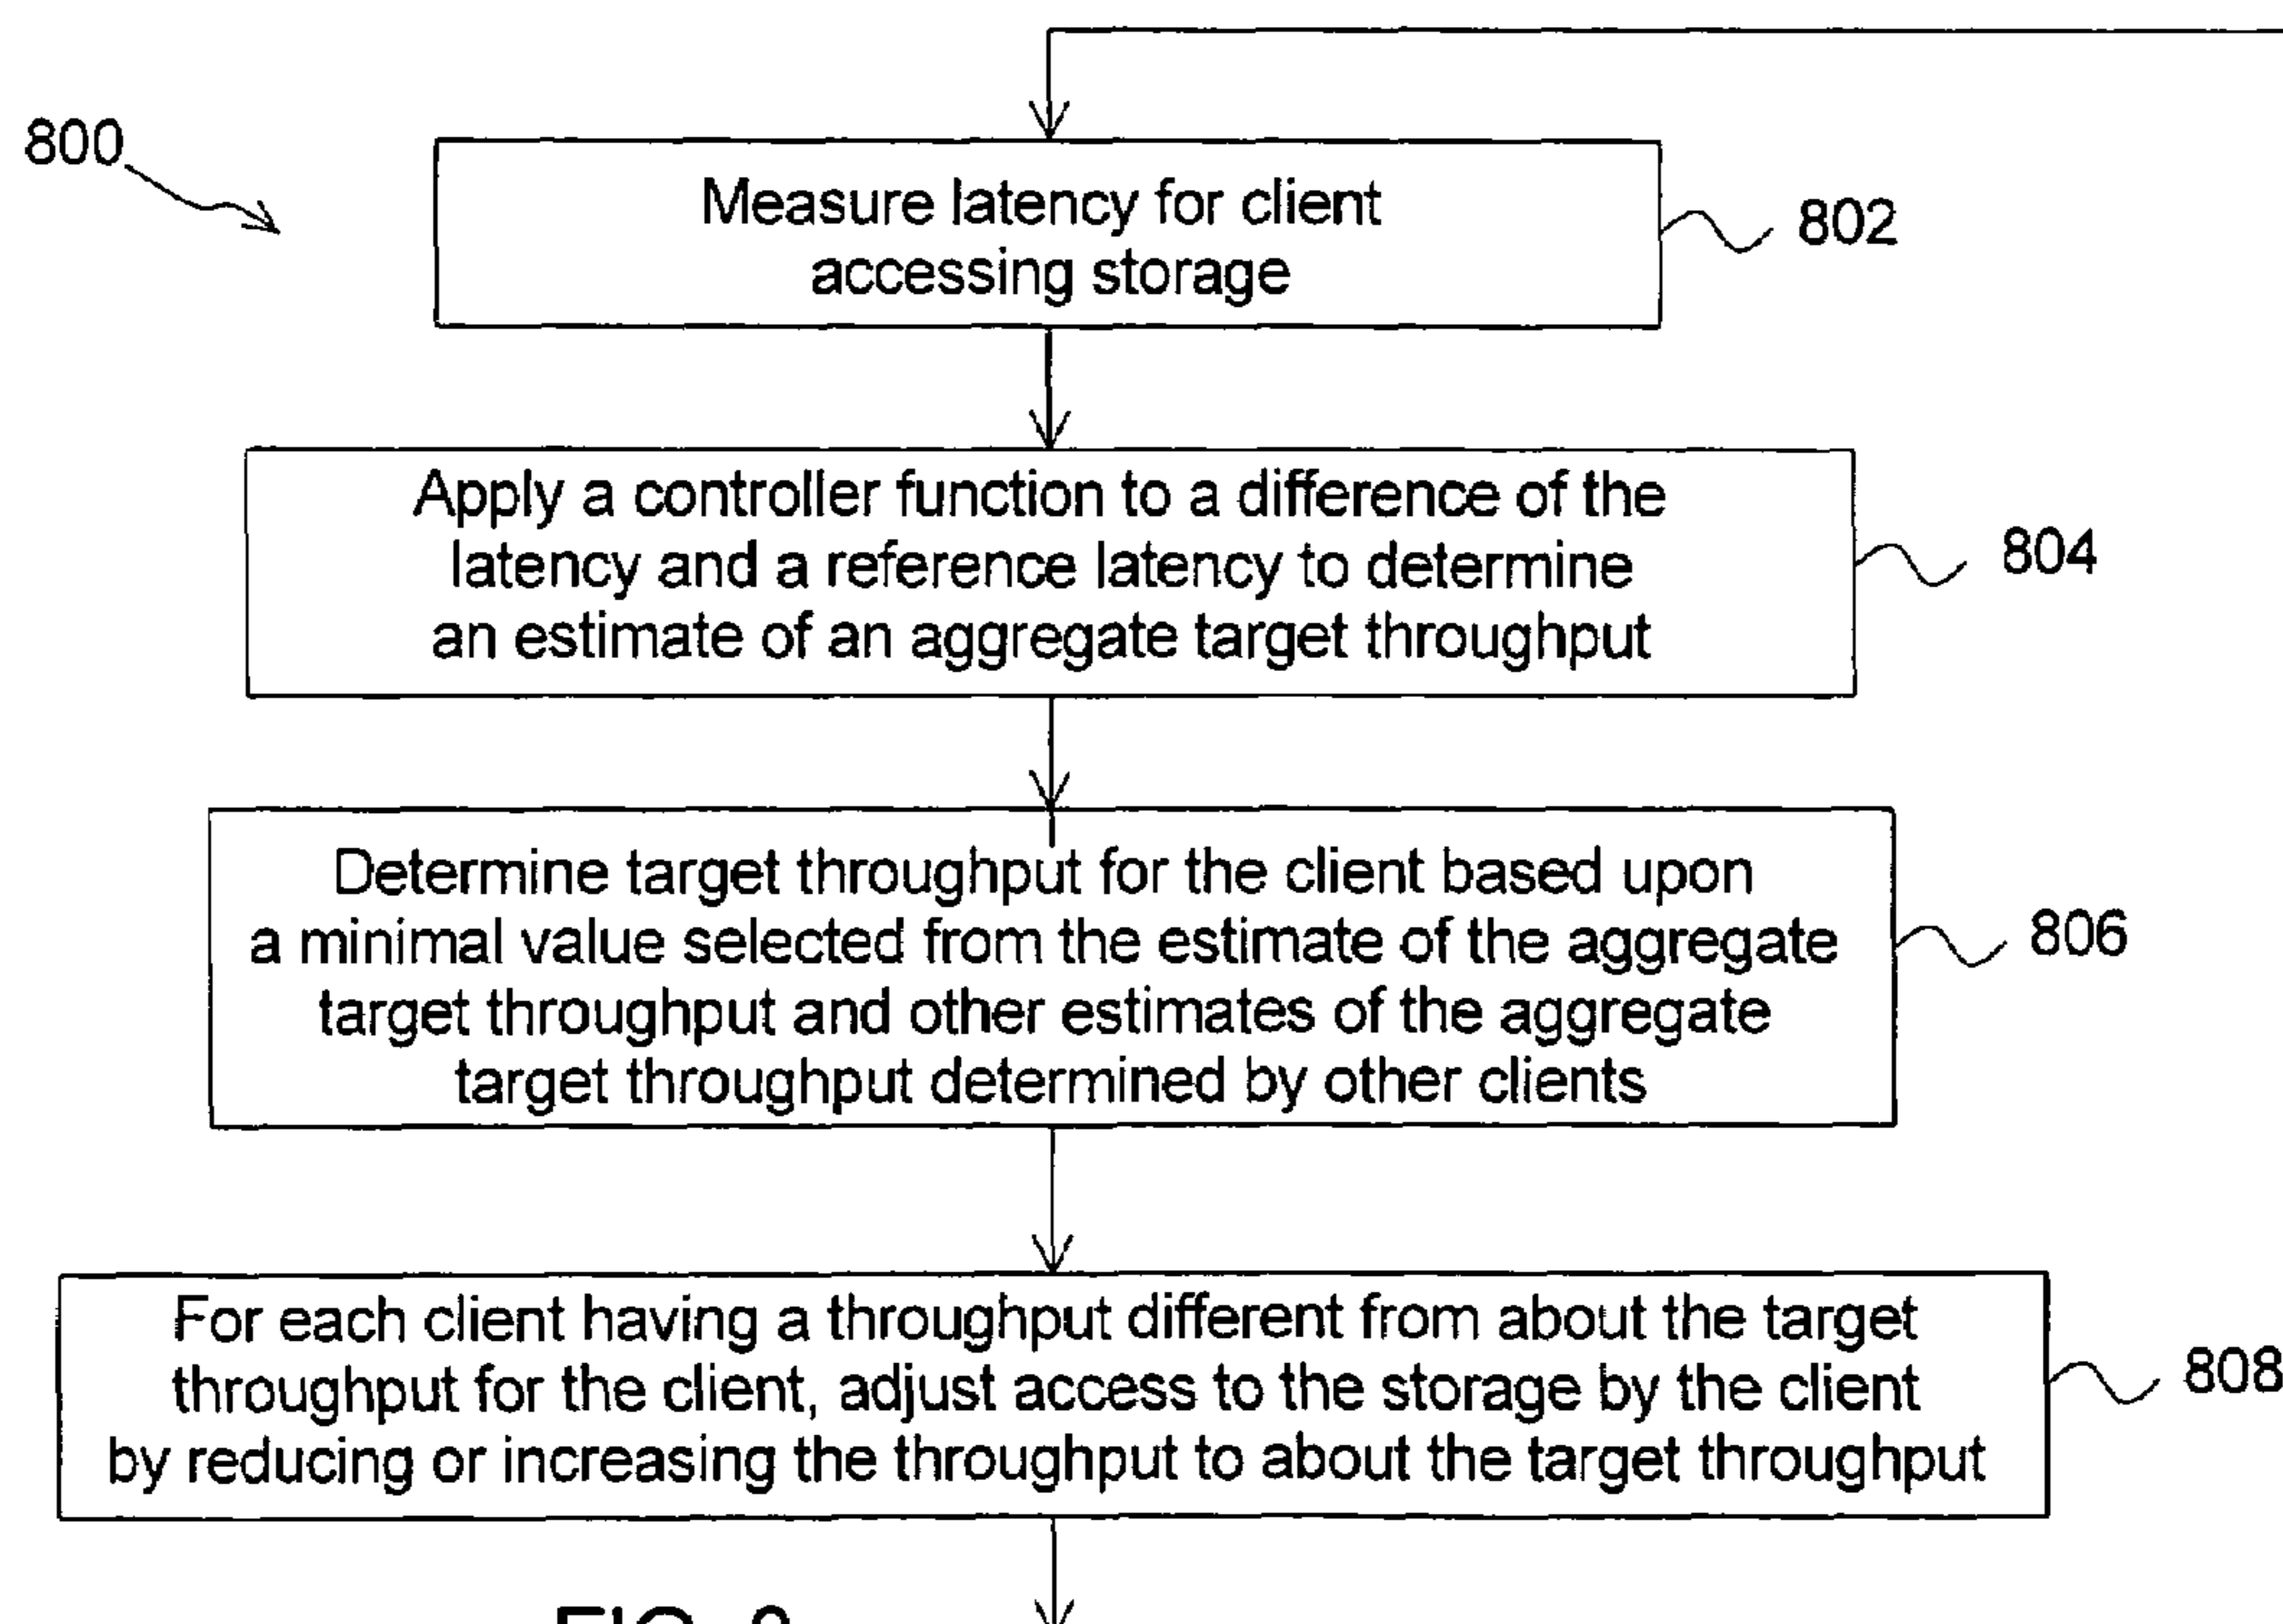 800
Measure latency for client
accessing storage
802
Apply a controller function to a difference of the
latency and a reference latency to determine
an estimate of an aggregate target throughput
804
Determine target throughput for the client based upon
a minimal value selected from the estimate of the aggregate
target throughput and other estimates of the aggregate
target throughput determined by other clients
806
For each client having a throughput different from about the target
throughput for the client, adjust access to the storage by the client
by reducing or increasing the throughput to about the target throughput
808